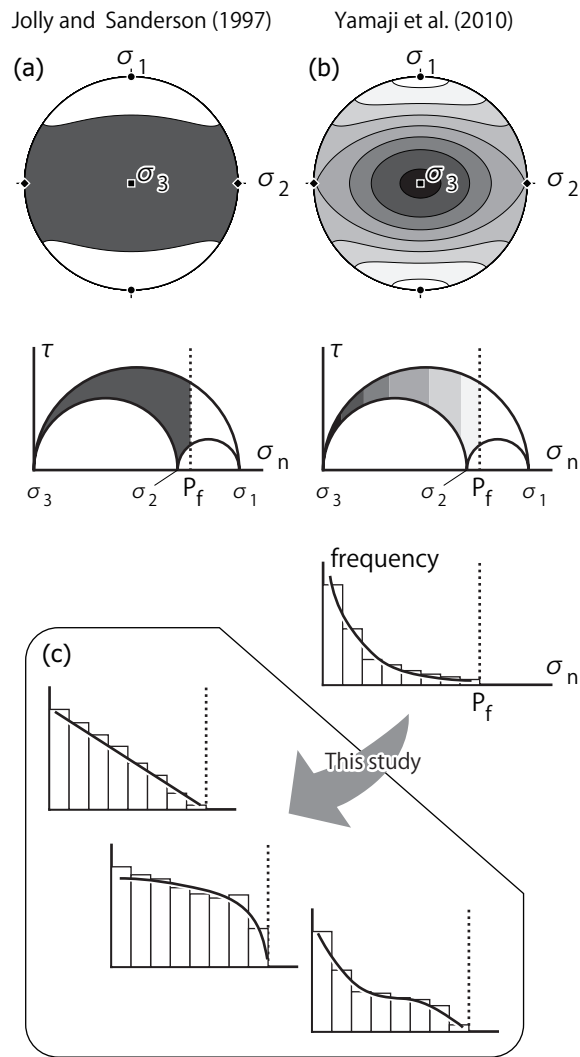 Jolly and Sanderson (1997)
Yamaji et al. (2010)
(a)
σ1
σ3
σ2
(b)
σ1
σ3
σ2
τ
σn
σ3
σ2
Pf
σ1
τ
σn
σ3
σ2
Pf
σ1
frequency
σn
Pf
(c)
This study